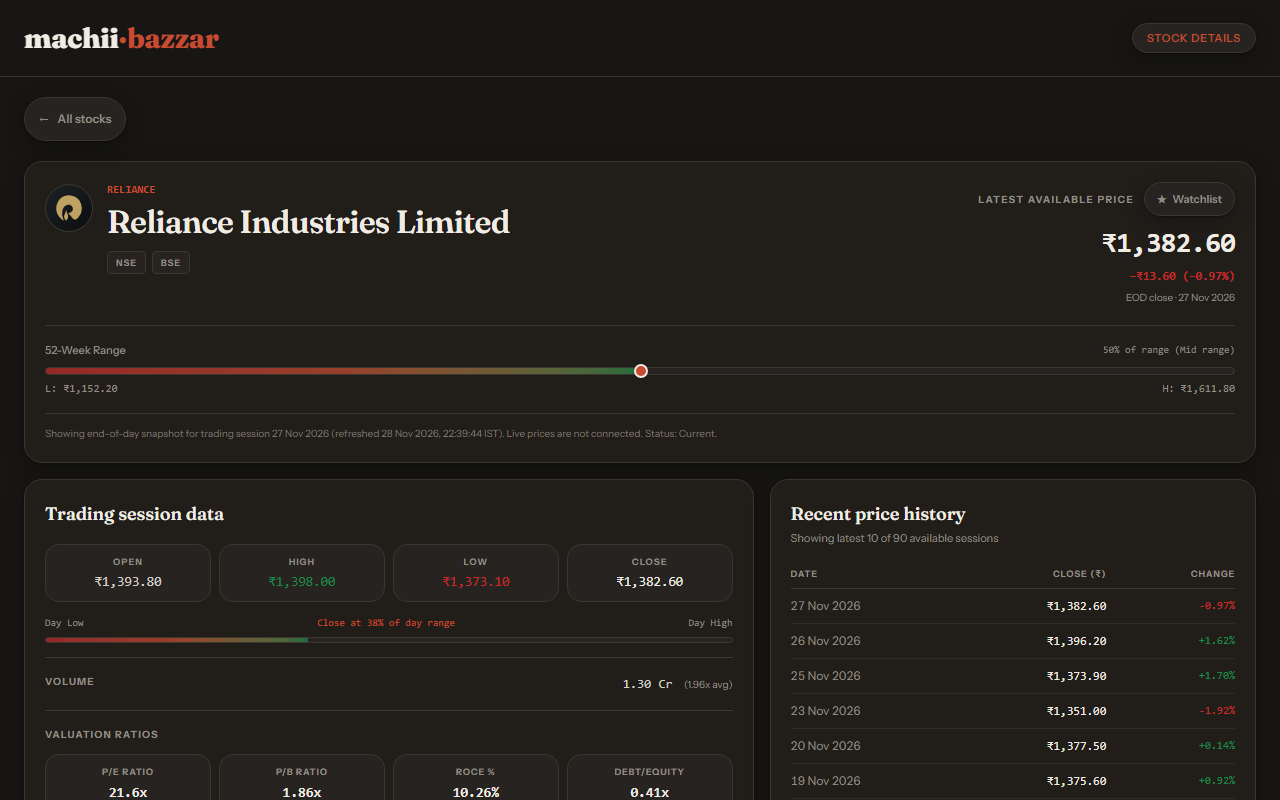 machii·bazzar
STOCK DETAILS
← All stocks
RELIANCE
Reliance Industries Limited
NSE BSE
LATEST AVAILABLE PRICE ★ Watchlist
₹1,382.60
-₹13.60 (-0.97%)
EOD close · 27 Nov 2026
52-Week Range 50% of range (Mid range)
L: ₹1,152.20 H: ₹1,611.80
Showing end-of-day snapshot for trading session 27 Nov 2026 (refreshed 28 Nov 2026, 22:39:44 IST). Live prices are not connected. Status: Current.
Trading session data
OPEN HIGH LOW CLOSE
₹1,393.80 ₹1,398.00 ₹1,373.10 ₹1,382.60
Day Low Close at 38% of day range Day High
VOLUME 1.30 Cr (1.96x avg)
VALUATION RATIOS
P/E RATIO P/B RATIO ROCE % DEBT/EQUITY
21.6x 1.86x 10.26% 0.41x
Recent price history
Showing latest 10 of 90 available sessions
DATE CLOSE (₹) CHANGE
27 Nov 2026 ₹1,382.60 -0.97%
26 Nov 2026 ₹1,396.20 +1.62%
25 Nov 2026 ₹1,373.90 +1.70%
23 Nov 2026 ₹1,351.00 -1.92%
20 Nov 2026 ₹1,377.50 +0.14%
19 Nov 2026 ₹1,375.60 +0.92%